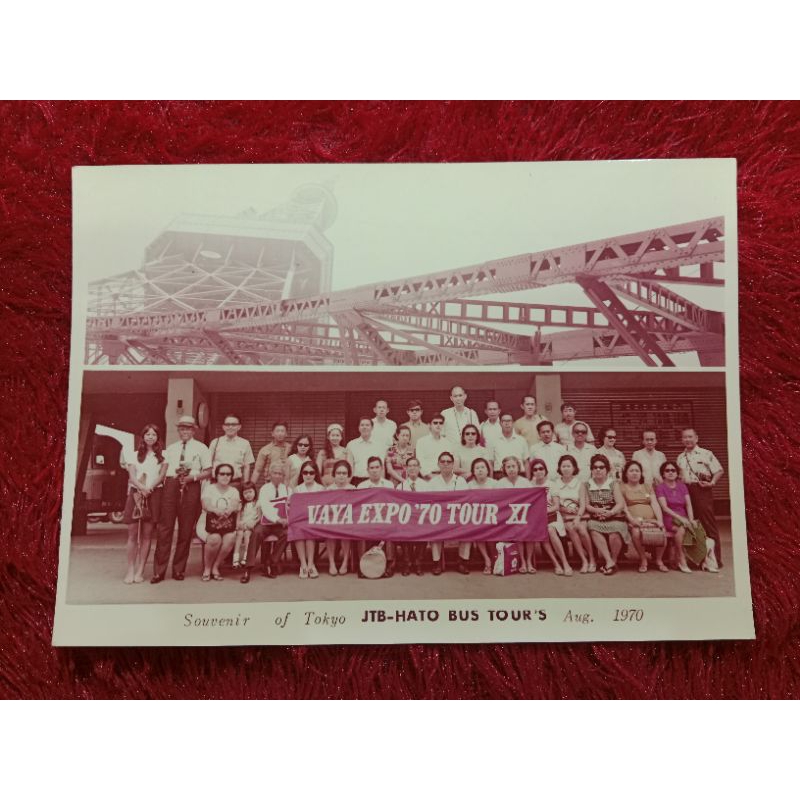 VAYA EXPO '70 TOUR XI
Souvenir of Tokyo JTB-HATO BUS TOUR'S Aug. 1970